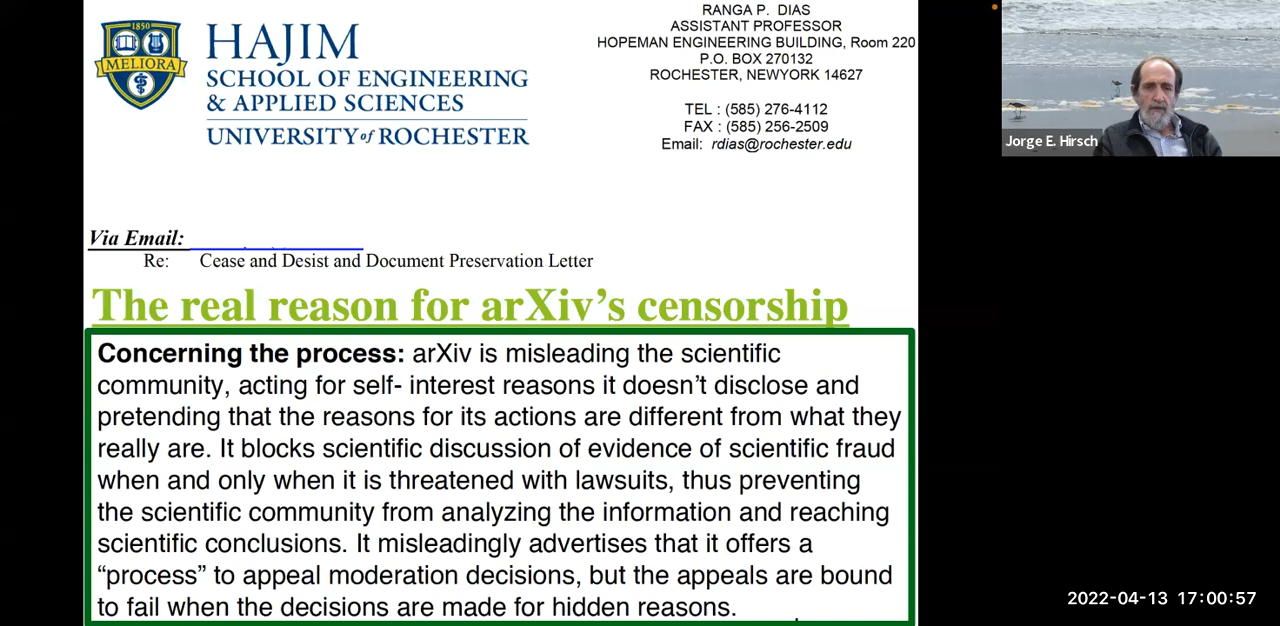 1850
MELIORA
HAJIM
SCHOOL OF ENGINEERING
& APPLIED SCIENCES
UNIVERSITY of ROCHESTER
RANGA P. DIAS
ASSISTANT PROFESSOR
HOPEMAN ENGINEERING BUILDING, Room 220
P.O. BOX 270132
ROCHESTER, NEWYORK 14627
TEL : (585) 276-4112
FAX : (585) 256-2509
Email: rdias@rochester.edu
Jorge E. Hirsch
Via Email:
Re: Cease and Desist and Document Preservation Letter
The real reason for arXiv’s censorship
Concerning the process: arXiv is misleading the scientific
community, acting for self- interest reasons it doesn’t disclose and
pretending that the reasons for its actions are different from what they
really are. It blocks scientific discussion of evidence of scientific fraud
when and only when it is threatened with lawsuits, thus preventing
the scientific community from analyzing the information and reaching
scientific conclusions. It misleadingly advertises that it offers a
“process” to appeal moderation decisions, but the appeals are bound
to fail when the decisions are made for hidden reasons.
2022-04-13 17:00:57